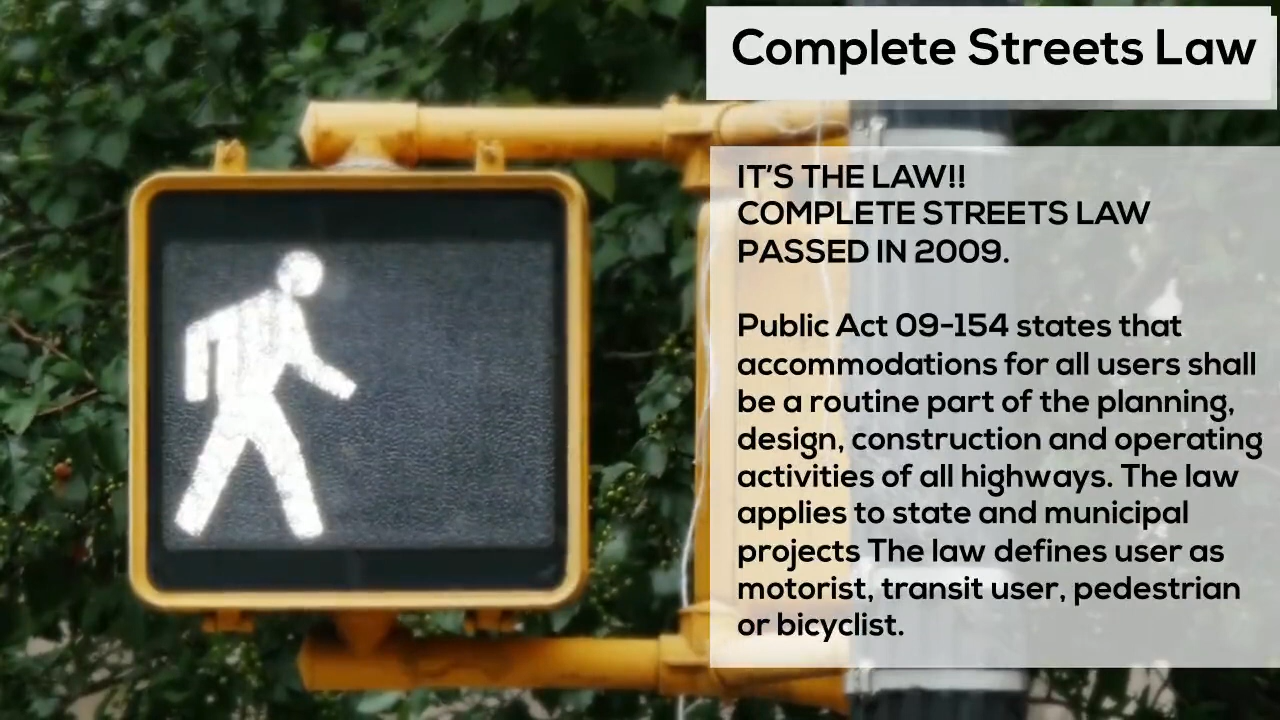 Complete Streets Law
IT’S THE LAW!!
COMPLETE STREETS LAW
PASSED IN 2009.
Public Act 09-154 states that
accommodations for all users shall
be a routine part of the planning,
design, construction and operating
activities of all highways. The law
applies to state and municipal
projects The law defines user as
motorist, transit user, pedestrian
or bicyclist.